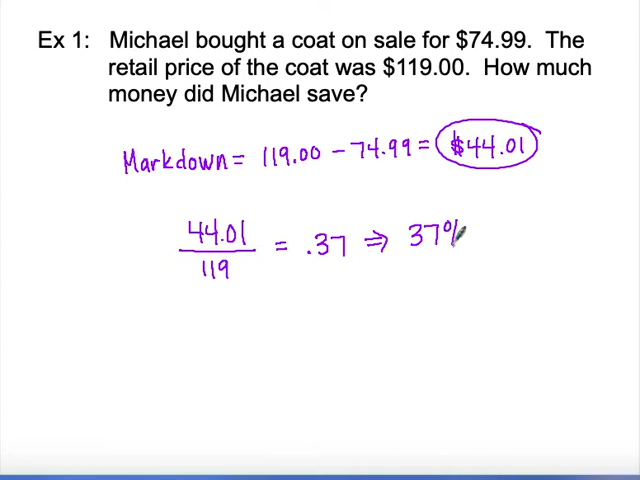 Ex 1: Michael bought a coat on sale for $74.99. The
retail price of the coat was $119.00. How much
money did Michael save?
Markdown = 119.00 - 74.99 = $44.01
44.01
119
= .37 ⇒ 37%